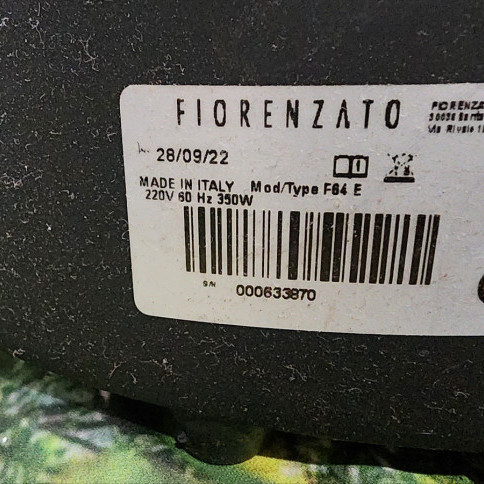 FIORENZATO
28/09/22
MADE IN ITALY Mod/Type F64 E
220V 60 Hz 350W
S/N
000633870